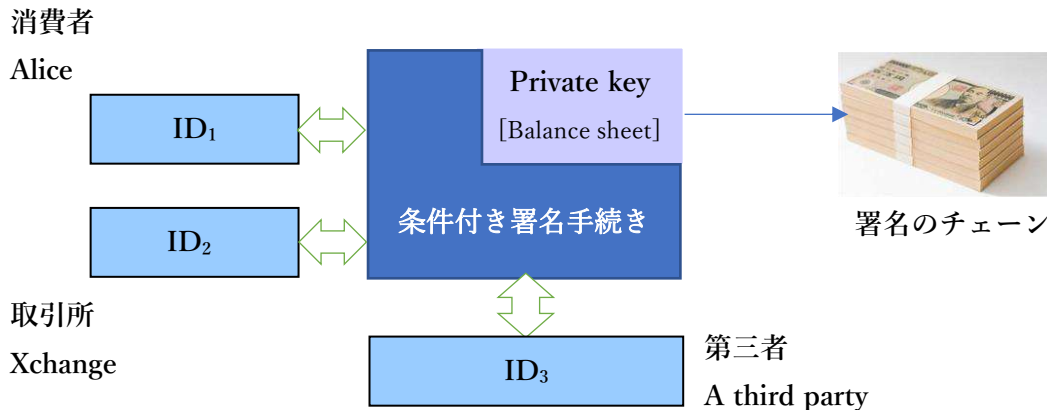 消費者
Alice
ID₁
ID₂
取引所
Xchange
Private key
[Balance sheet]
条件付き署名手続き
ID₃
第三者
A third party
署名のチェーン